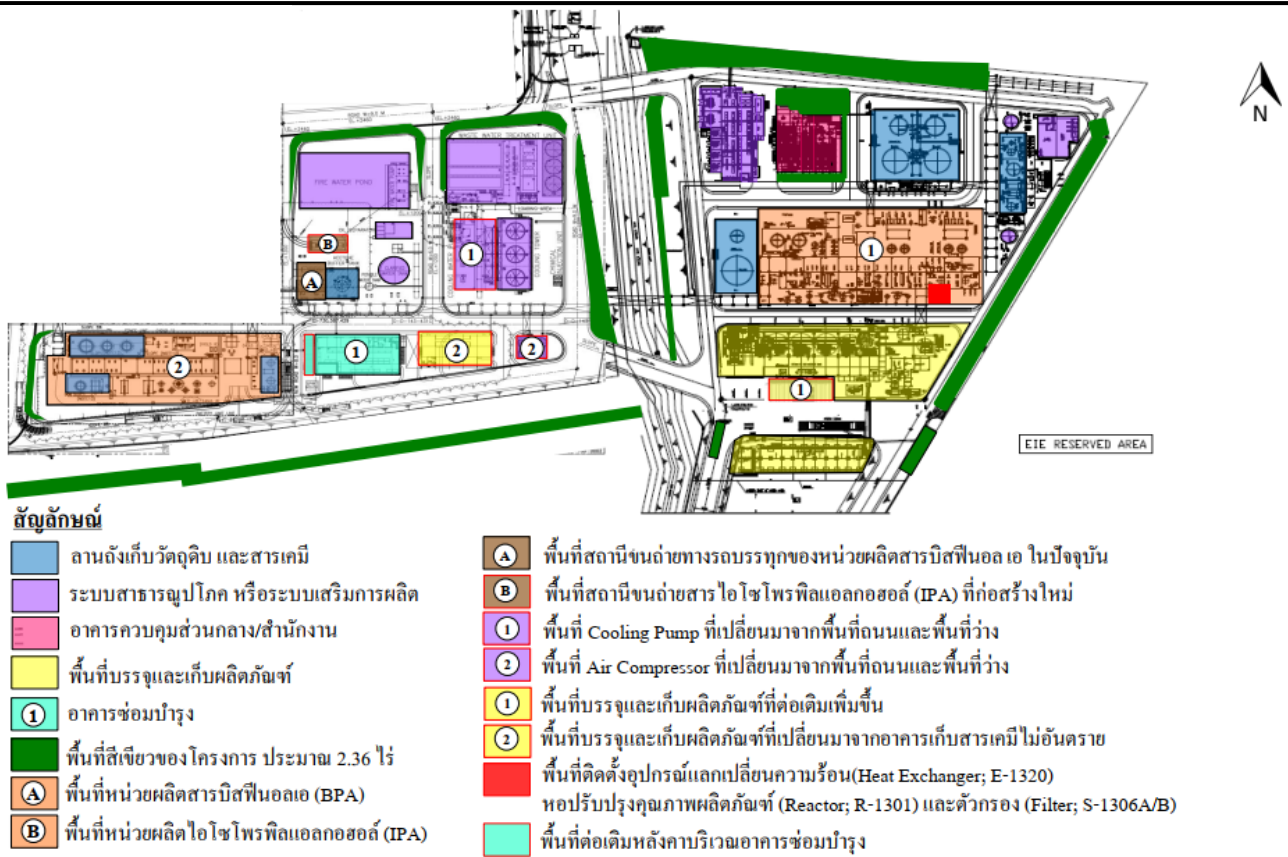 N
WASTE WATER TREATMENT UNIT
FIRE WATER POND
COOLING TOWER
B
A
1
1
2
1
2
2
1
EIE RESERVED AREA
สัญลักษณ์
ลานถังเก็บวัตถุดิบ และสารเคมี
ระบบสาธารณูปโภค หรือระบบเสริมการผลิต
อาคารควบคุมส่วนกลาง/สำนักงาน
พื้นที่บรรจุและเก็บผลิตภัณฑ์
1 อาคารซ่อมบำรุง
พื้นที่สีเขียวของโครงการ ประมาณ 2.36 ไร่
A พื้นที่หน่วยผลิตสารบิสฟีนอลเอ (BPA)
B พื้นที่หน่วยผลิตไอโซโพรพิลแอลกอฮอล์ (IPA)
A พื้นที่สถานีขนถ่ายทางรถบรรทุกของหน่วยผลิตสารบิสฟีนอล เอ ในปัจจุบัน
B พื้นที่สถานีขนถ่ายสารไอโซโพรพิลแอลกอฮอล์ (IPA) ที่ก่อสร้างใหม่
1 พื้นที่ Cooling Pump ที่เปลี่ยนมาจากพื้นที่ถนนและพื้นที่ว่าง
2 พื้นที่ Air Compressor ที่เปลี่ยนมาจากพื้นที่ถนนและพื้นที่ว่าง
1 พื้นที่บรรจุและเก็บผลิตภัณฑ์ที่ต่อเติมเพิ่มขึ้น
2 พื้นที่บรรจุและเก็บผลิตภัณฑ์ที่เปลี่ยนมาจากอาคารเก็บสารเคมีไม่อันตราย
พื้นที่ติดตั้งอุปกรณ์แลกเปลี่ยนความร้อน(Heat Exchanger; E-1320)
หอปรับปรุงคุณภาพผลิตภัณฑ์ (Reactor; R-1301) และตัวกรอง (Filter; S-1306A/B)
พื้นที่ต่อเติมหลังคาบริเวณอาคารซ่อมบำรุง